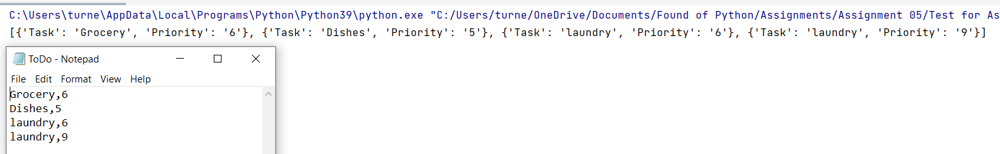 C:\Users\turne\AppData\Local\Programs\Python\Python39\python.exe "C:/Users/turne/OneDrive/Documents/Found of Python/Assignments/Assignment 05/Test for As
[{'Task': 'Grocery', 'Priority': '6'}, {'Task': 'Dishes', 'Priority': '5'}, {'Task': 'laundry', 'Priority': '6'}, {'Task': 'laundry', 'Priority': '9'}]
ToDo - Notepad
File Edit Format View Help
Grocery,6
Dishes,5
laundry,6
laundry,9